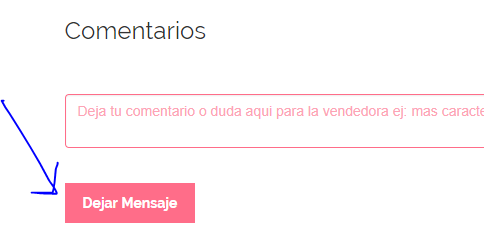 Comentarios
Deja tu comentario o duda aqui para la vendedora ej: mas caracte
Dejar Mensaje